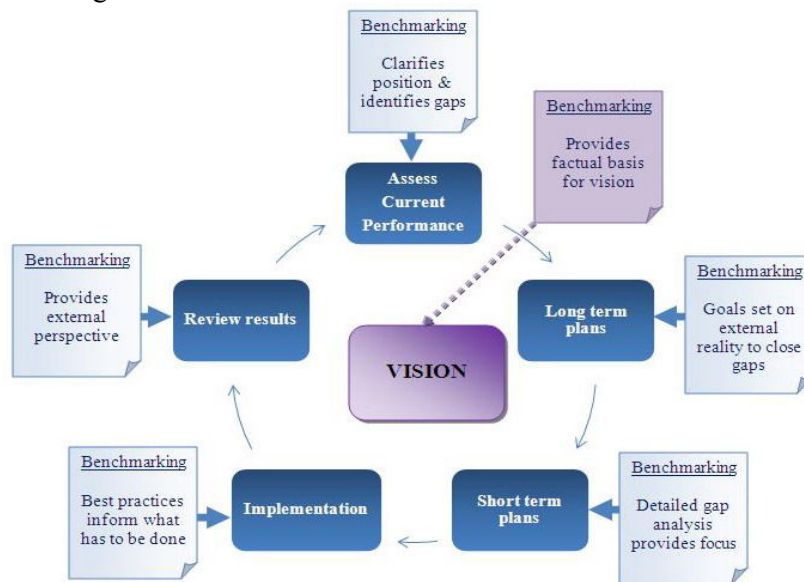 Benchmarking
Clarifies
position &
identifies gaps
Benchmarking
Provides
factual basis
for vision
Assess
Current
Performance
Benchmarking
Provides
external
perspective
Review results
VISION
Long term
plans
Benchmarking
Goals set on
external
reality to close
gaps
Benchmarking
Best practices
inform what
has to be done
Implementation
Short term
plans
Benchmarking
Detailed gap
analysis
provides focus